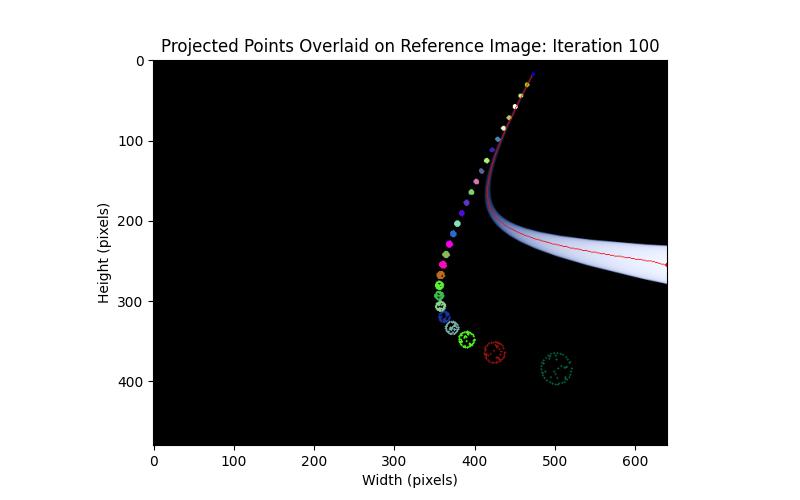 Projected Points Overlaid on Reference Image: Iteration 100
0
100
200
300
400
Height (pixels)
0 100 200 300 400 500 600
Width (pixels)